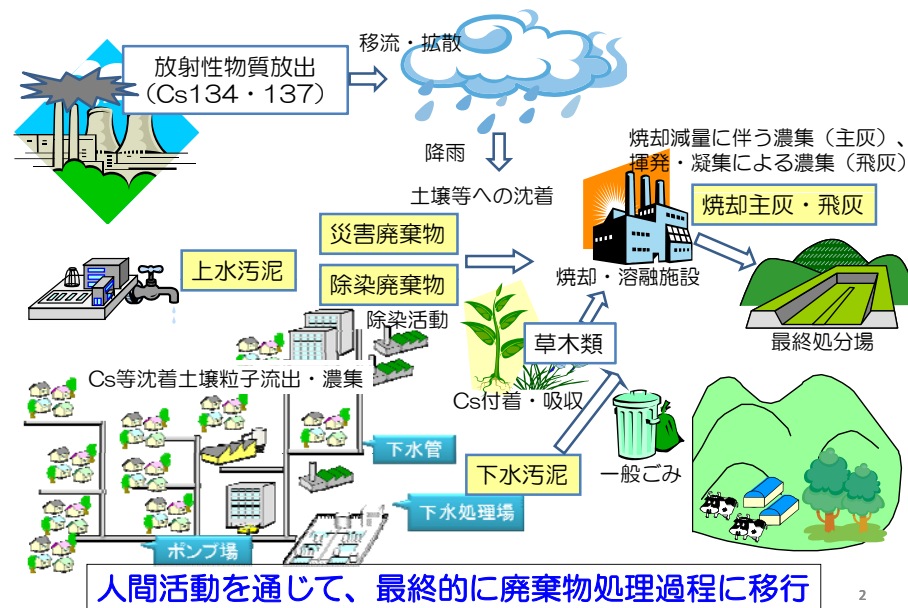 放射性物質放出
（Cs134・137）
移流・拡散
降雨
土壌等への沈着
焼却減量に伴う濃集（主灰）、
揮発・凝集による濃集（飛灰）
焼却主灰・飛灰
災害廃棄物
上水汚泥
除染廃棄物
除染活動
焼却・溶融施設
最終処分場
草木類
Cs等沈着土壌粒子流出・濃集
Cs付着・吸収
下水管
下水汚泥
一般ごみ
下水処理場
ポンプ場
人間活動を通じて、最終的に廃棄物処理過程に移行
2